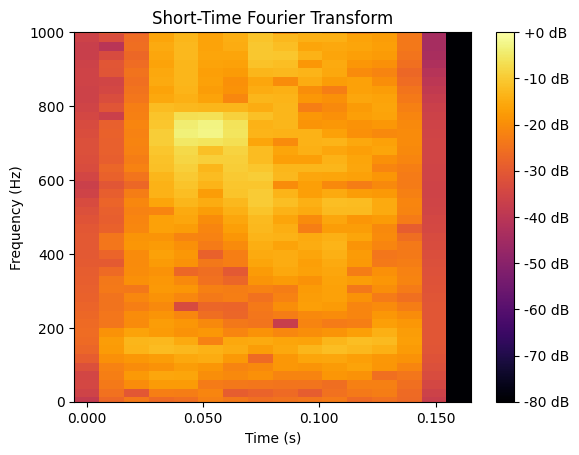 Short-Time Fourier Transform
1000
800
600
400
200
0
Frequency (Hz)
0.000
0.050
0.100
0.150
Time (s)
+0 dB
-10 dB
-20 dB
-30 dB
-40 dB
-50 dB
-60 dB
-70 dB
-80 dB